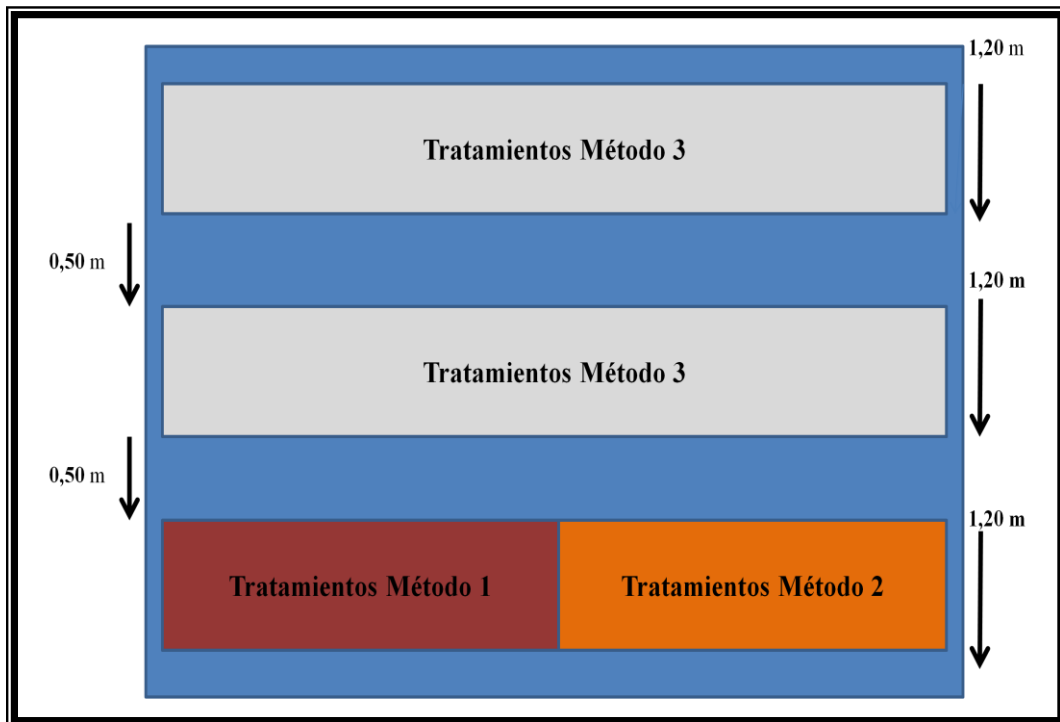 1,20 m
Tratamientos Método 3
0,50 m
1,20 m
Tratamientos Método 3
0,50 m
1,20 m
Tratamientos Método 1
Tratamientos Método 2